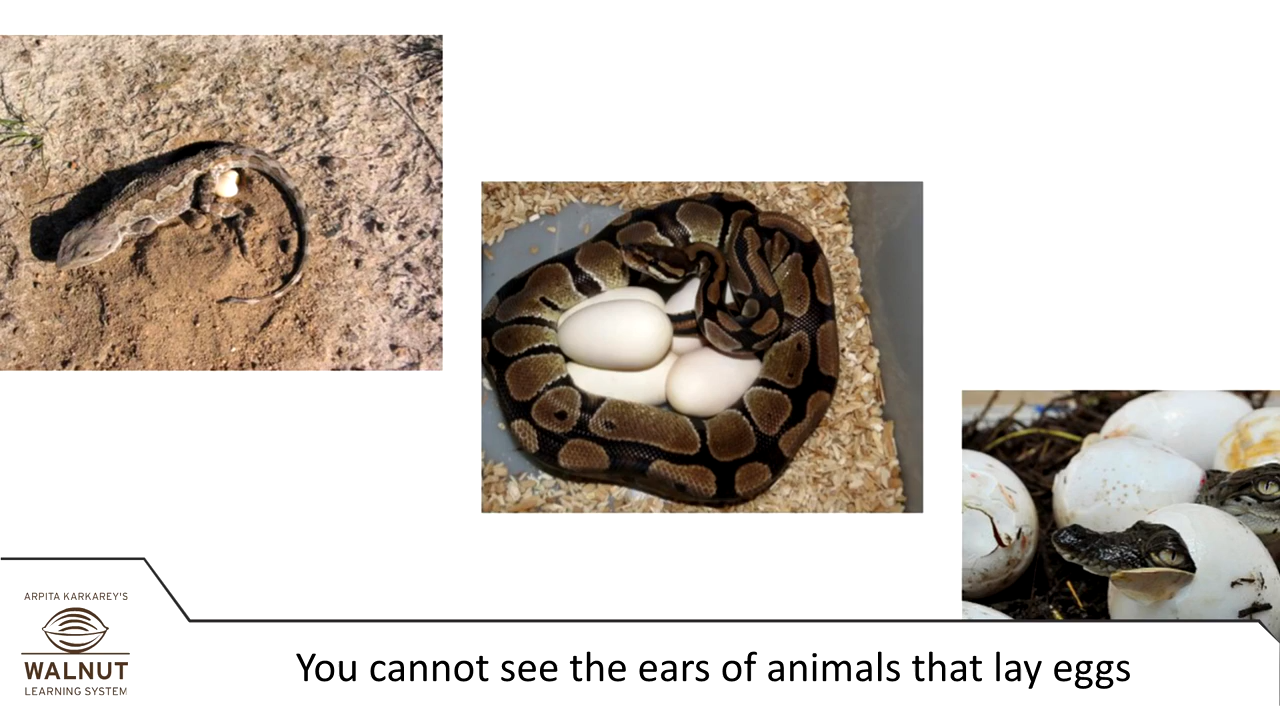 ARPITA KARKAREY'S
WALNUT
LEARNING SYSTEM
You cannot see the ears of animals that lay eggs